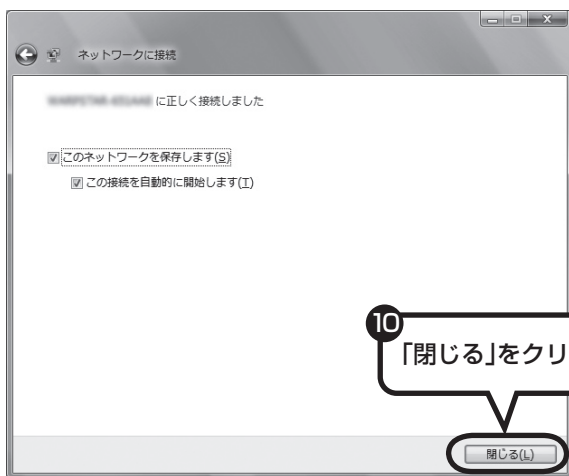 ネットワークに接続
に正しく接続しました
このネットワークを保存します(S)
この接続を自動的に開始します(T)
10
「閉じる」をクリ
閉じる(L)